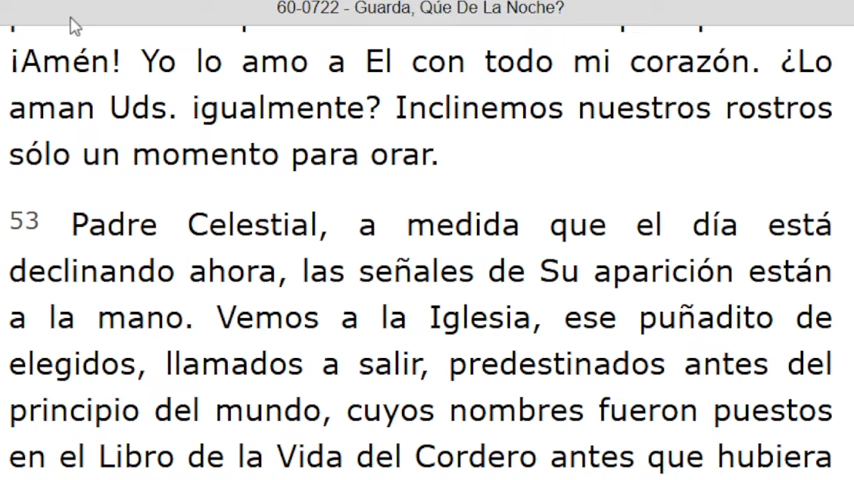 60-0722 - Guarda, Qúe De La Noche?
¡Amén! Yo lo amo a El con todo mi corazón. ¿Lo
aman Uds. igualmente? Inclinemos nuestros rostros
sólo un momento para orar.
53 Padre Celestial, a medida que el día está
declinando ahora, las señales de Su aparición están
a la mano. Vemos a la Iglesia, ese puñadito de
elegidos, llamados a salir, predestinados antes del
principio del mundo, cuyos nombres fueron puestos
en el Libro de la Vida del Cordero antes que hubiera